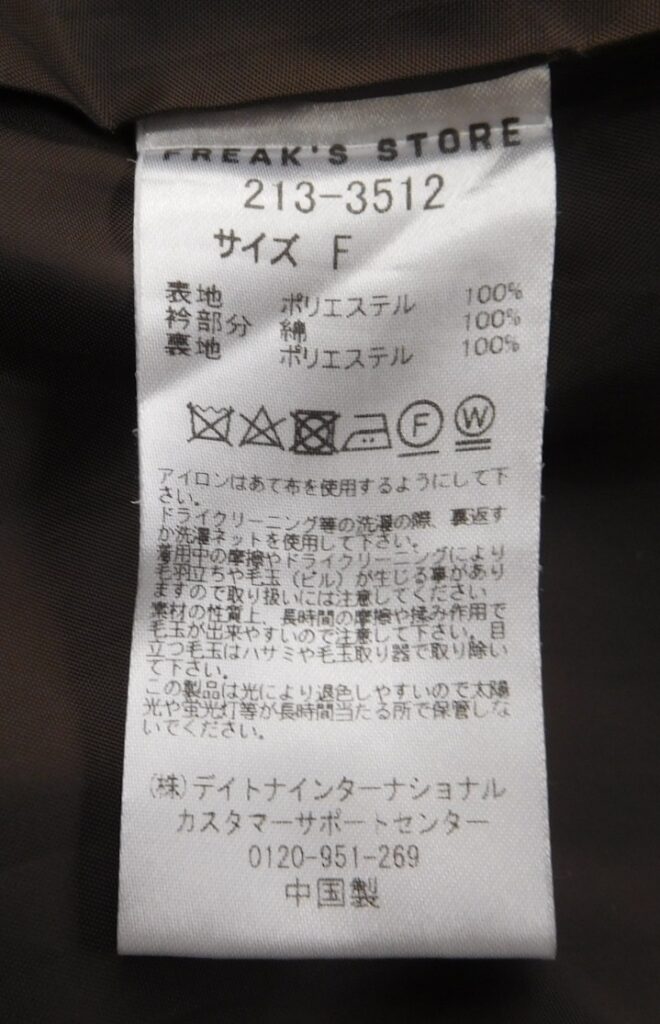 FREAK'S STORE
213-3512
サイズ F
表地 ポリエステル 100%
衿部分 綿 100%
裏地 ポリエステル 100%
F W
アイロンはあて布を使用するようにして下
さい。
ドライクリーニング等の洗濯の際、裏返す
か洗濯ネットを使用して下さい。
着用中の摩擦やドライクリーニングにより
毛羽立ちや毛玉(ピル)が生じる事があり
ますので取り扱いには注意してください
素材の性質上、長時間の摩擦や揉み作用で
毛玉が出来やすいので注意して下さい。目
立つ毛玉はハサミや毛玉取り器で取り除い
て下さい。
この製品は光により退色しやすいので太陽
光や蛍光灯等が長時間当たる所で保管しな
いでください。
(株)デイトナインターナショナル
カスタマーサポートセンター
0120-951-269
中国製